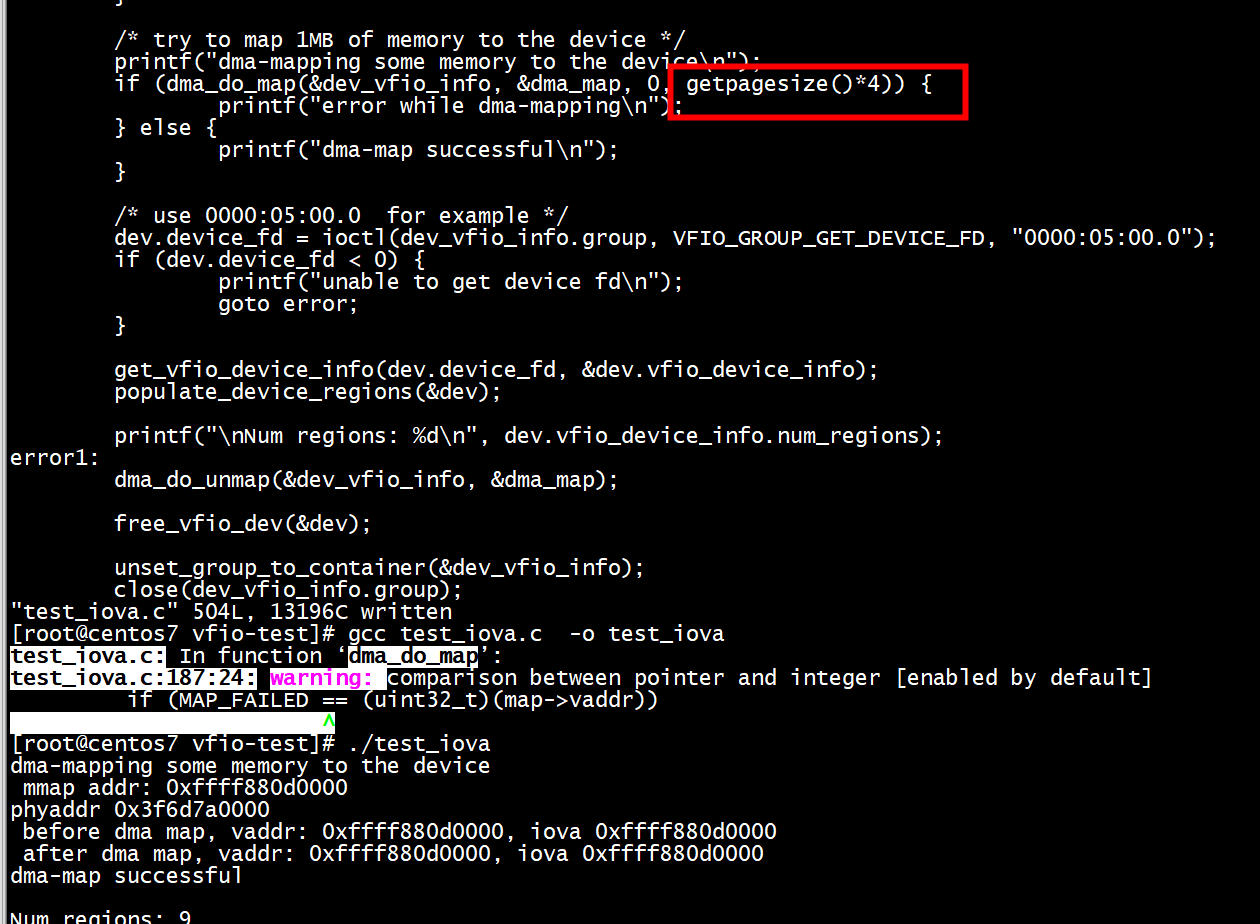 }
/* try to map 1MB of memory to the device */
printf("dma-mapping some memory to the device\n");
if (dma_do_map(&dev_vfio_info, &dma_map, 0, getpagesize()*4)) {
printf("error while dma-mapping\n");
} else {
printf("dma-map successful\n");
}
/* use 0000:05:00.0  for example */
dev.device_fd = ioctl(dev_vfio_info.group, VFIO_GROUP_GET_DEVICE_FD, "0000:05:00.0");
if (dev.device_fd < 0) {
printf("unable to get device fd\n");
goto error;
}
get_vfio_device_info(dev.device_fd, &dev.vfio_device_info);
populate_device_regions(&dev);
printf("\nNum regions: %d\n", dev.vfio_device_info.num_regions);
error1:
dma_do_unmap(&dev_vfio_info, &dma_map);
free_vfio_dev(&dev);
unset_group_to_container(&dev_vfio_info);
close(dev_vfio_info.group);
"test_iova.c" 504L, 13196C written
[root@centos7 vfio-test]# gcc test_iova.c  -o test_iova
test_iova.c: In function ‘dma_do_map’:
test_iova.c:187:24: warning: comparison between pointer and integer [enabled by default]
if (MAP_FAILED == (uint32_t)(map->vaddr))
^
[root@centos7 vfio-test]# ./test_iova
dma-mapping some memory to the device
mmap addr: 0xffff880d0000
phyaddr 0x3f6d7a0000
before dma map, vaddr: 0xffff880d0000, iova 0xffff880d0000
after dma map, vaddr: 0xffff880d0000, iova 0xffff880d0000
dma-map successful
Num regions: 9